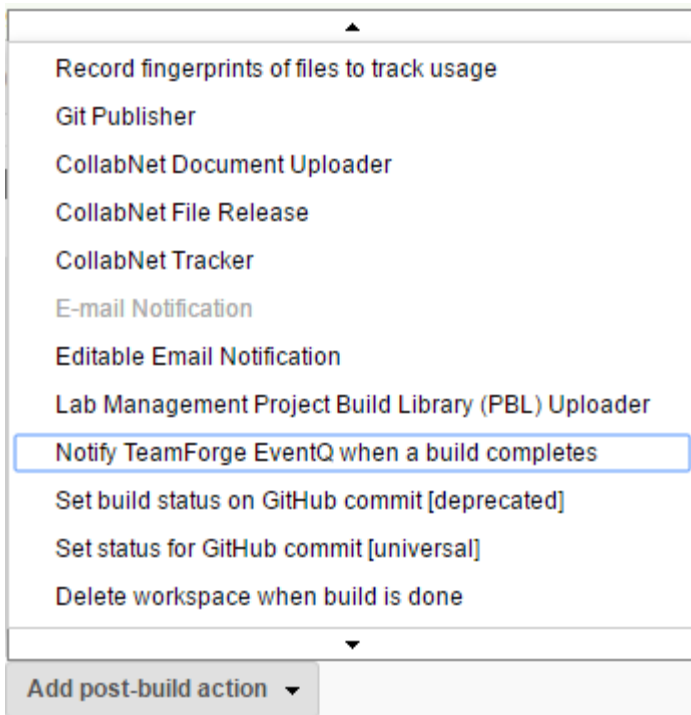 Record fingerprints of files to track usage
Git Publisher
CollabNet Document Uploader
CollabNet File Release
CollabNet Tracker
E-mail Notification
Editable Email Notification
Lab Management Project Build Library (PBL) Uploader
Notify TeamForge EventQ when a build completes
Set build status on GitHub commit [deprecated]
Set status for GitHub commit [universal]
Delete workspace when build is done
Add post-build action